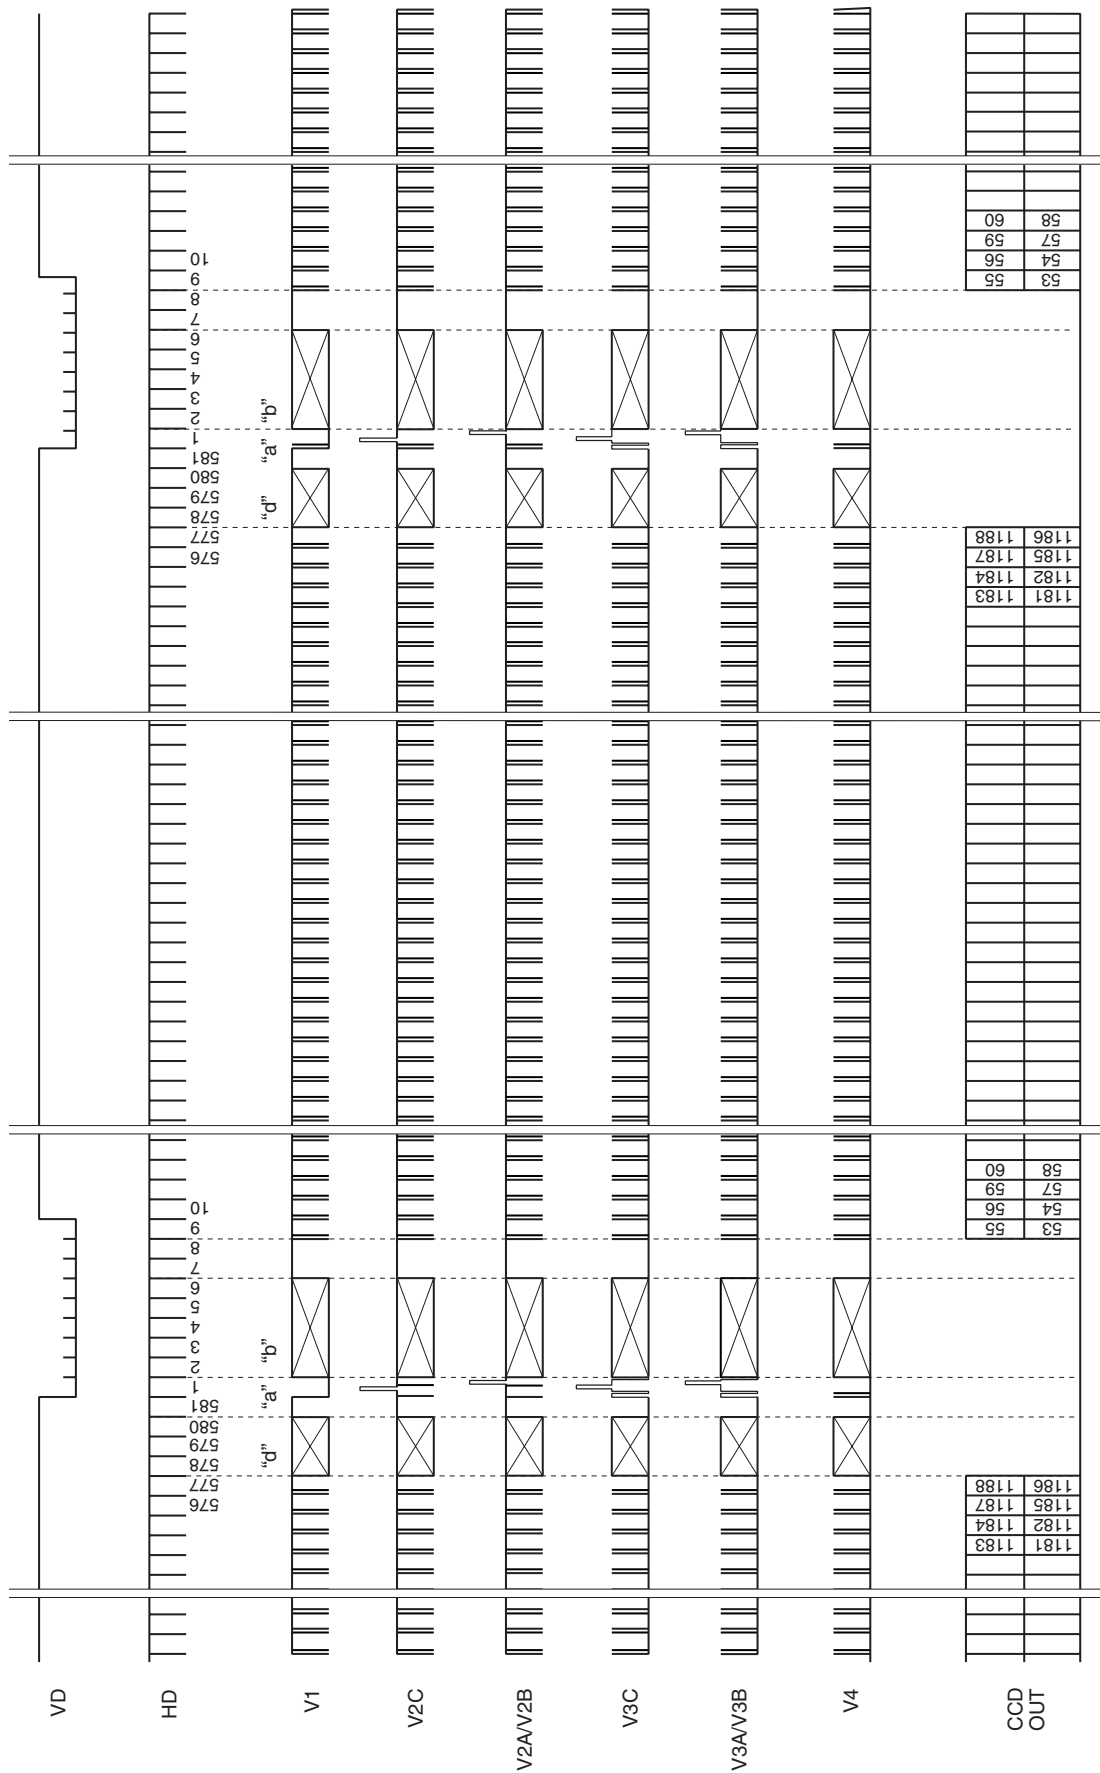 VD
HD
576 577 578 579 580 581 1 2 3 4 5 6 7 8 9 10 576 577 578 579 580 581 1 2 3 4 5 6 7 8 9 10
"d" "a" "b" "d" "a" "b"
V1
V2C
V2A/V2B
V3C
V3A/V3B
V4
CCD
OUT
1183 1184 1187 1188 55 56 59 60 1183 1184 1187 1188 55 56 59 60
1181 1182 1185 1186 53 54 57 58 1181 1182 1185 1186 53 54 57 58